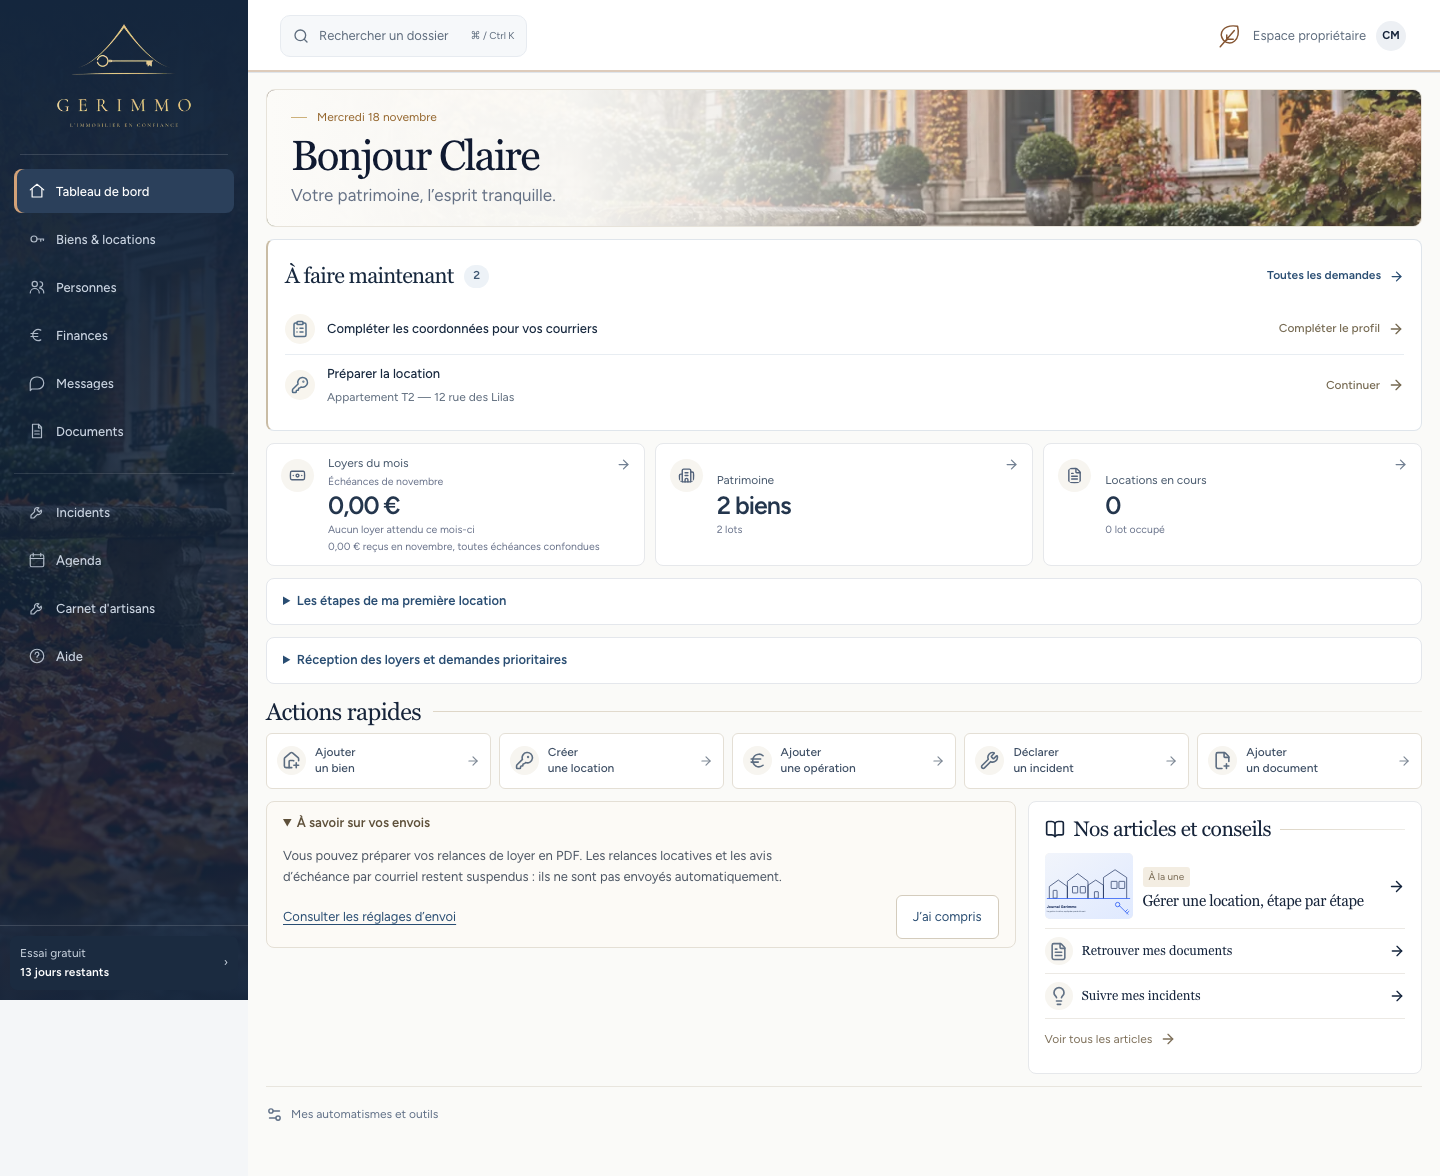 GERIMMO
L'IMMOBILIER EN CONFIANCE
Tableau de bord
Biens & locations
Personnes
Finances
Messages
Documents
Incidents
Agenda
Carnet d'artisans
Aide
Essai gratuit
13 jours restants
Rechercher un dossier
⌘ / Ctrl K
Espace propriétaire
CM
Mercredi 18 novembre
Bonjour Claire
Votre patrimoine, l’esprit tranquille.
À faire maintenant
2
Toutes les demandes
Compléter les coordonnées pour vos courriers
Compléter le profil
Préparer la location
Appartement T2 — 12 rue des Lilas
Continuer
Loyers du mois
Échéances de novembre
0,00 €
Aucun loyer attendu ce mois-ci
0,00 € reçus en novembre, toutes échéances confondues
Patrimoine
2 biens
2 lots
Locations en cours
0
0 lot occupé
Les étapes de ma première location
Réception des loyers et demandes prioritaires
Actions rapides
Ajouter
un bien
Créer
une location
Ajouter
une opération
Déclarer
un incident
Ajouter
un document
À savoir sur vos envois
Vous pouvez préparer vos relances de loyer en PDF. Les relances locatives et les avis
d’échéance par courriel restent suspendus : ils ne sont pas envoyés automatiquement.
Consulter les réglages d’envoi
J’ai compris
Nos articles et conseils
Journal Gerimmo
À la une
Gérer une location, étape par étape
Retrouver mes documents
Suivre mes incidents
Voir tous les articles
Mes automatismes et outils